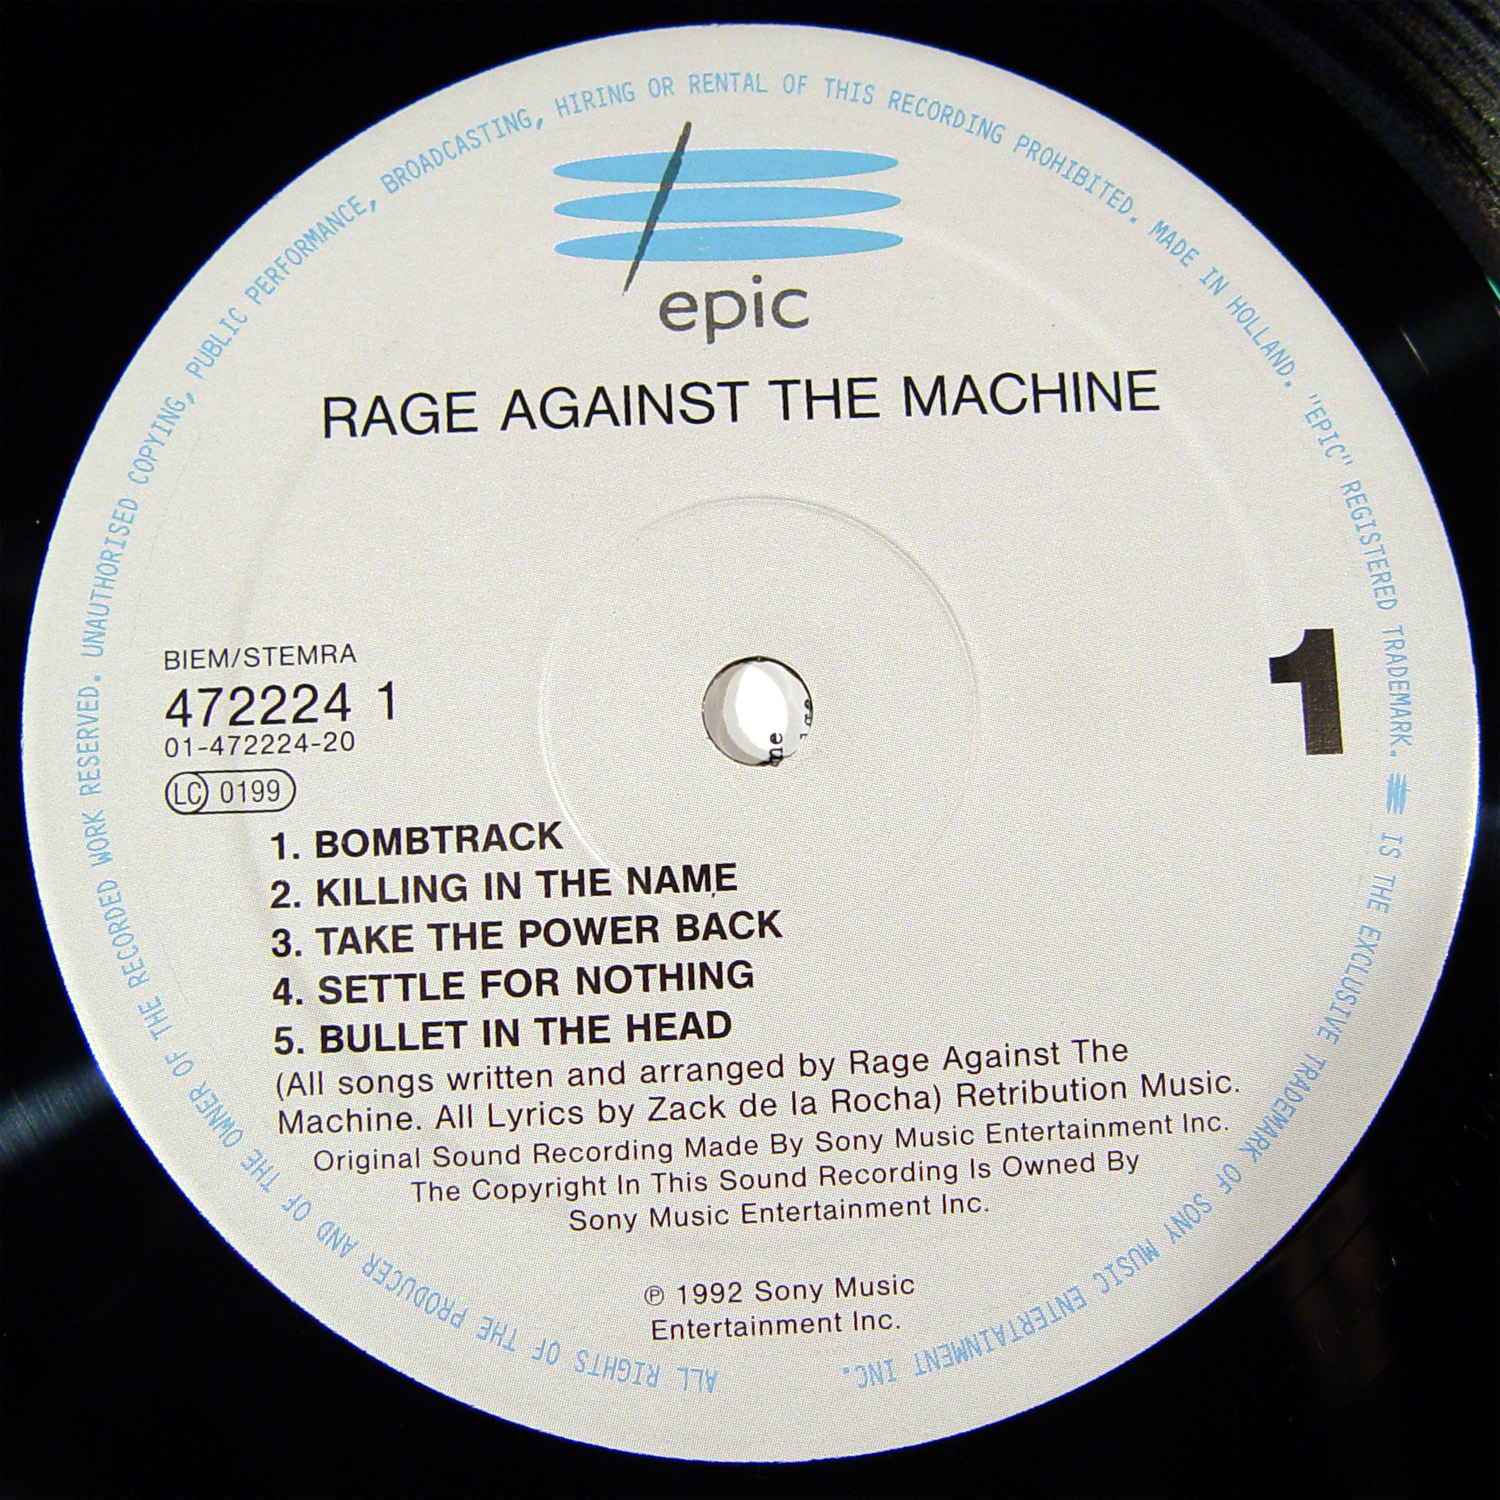 ALL RIGHTS OF THE PRODUCER AND OF THE OWNER OF THE RECORDED WORK RESERVED. UNAUTHORISED COPYING, PUBLIC PERFORMANCE, BROADCASTING, HIRING OR RENTAL OF THIS RECORDING PROHIBITED. MADE IN HOLLAND. "EPIC" REGISTERED TRADEMARK. IS THE EXCLUSIVE TRADEMARK OF SONY MUSIC ENTERTAINMENT INC.
epic
RAGE AGAINST THE MACHINE
BIEM/STEMRA
472224 1
01-472224-20
LC 0199
1
1. BOMBTRACK
2. KILLING IN THE NAME
3. TAKE THE POWER BACK
4. SETTLE FOR NOTHING
5. BULLET IN THE HEAD
(All songs written and arranged by Rage Against The
Machine. All Lyrics by Zack de la Rocha) Retribution Music.
Original Sound Recording Made By Sony Music Entertainment Inc.
The Copyright In This Sound Recording Is Owned By
Sony Music Entertainment Inc.
℗ 1992 Sony Music
Entertainment Inc.